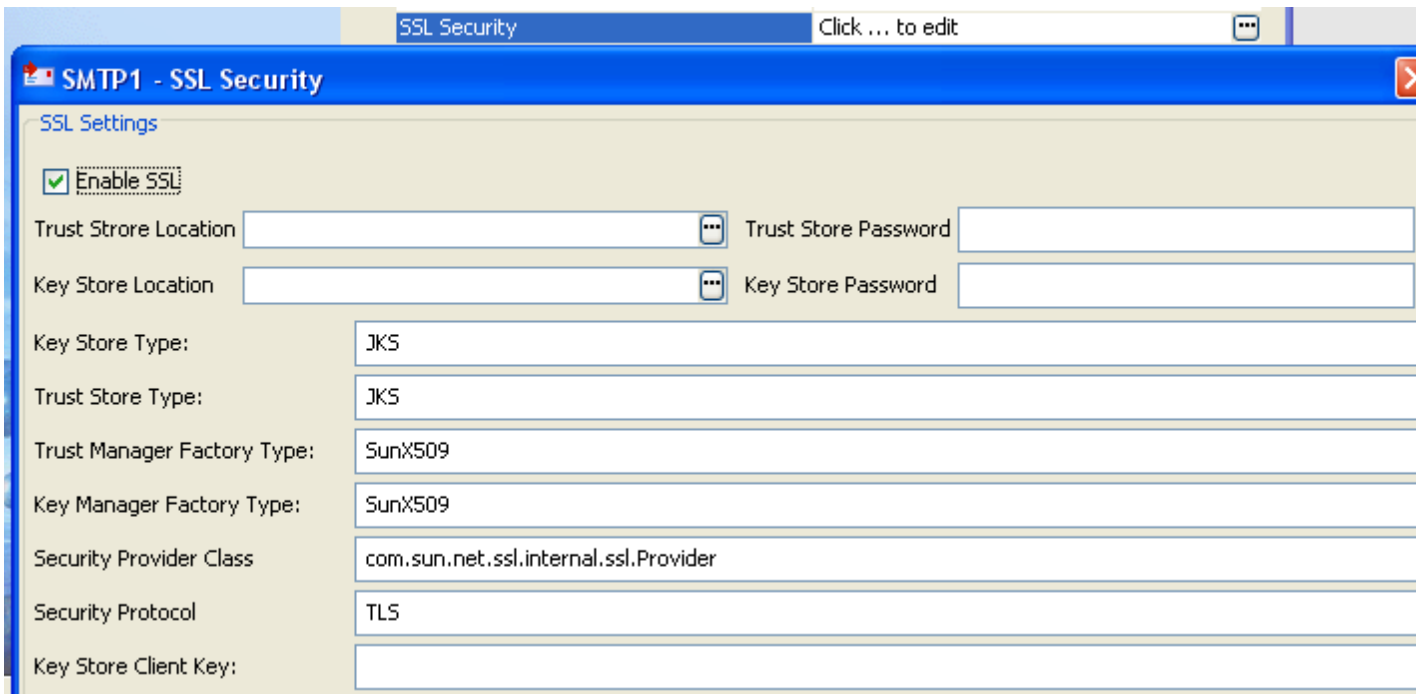 SSL Security Click ... to edit
SMTP1 - SSL Security
SSL Settings
Enable SSL
Trust Strore Location Trust Store Password
Key Store Location Key Store Password
Key Store Type: JKS
Trust Store Type: JKS
Trust Manager Factory Type: SunX509
Key Manager Factory Type: SunX509
Security Provider Class com.sun.net.ssl.internal.ssl.Provider
Security Protocol TLS
Key Store Client Key: